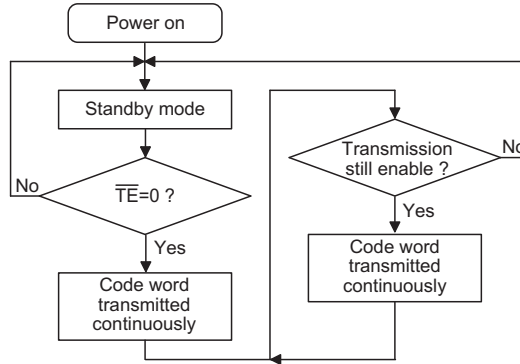 Power on
Standby mode
No
T̅E̅=0 ?
Yes
Code word
transmitted
continuously
Transmission
still enable ?
No
Yes
Code word
transmitted
continuously